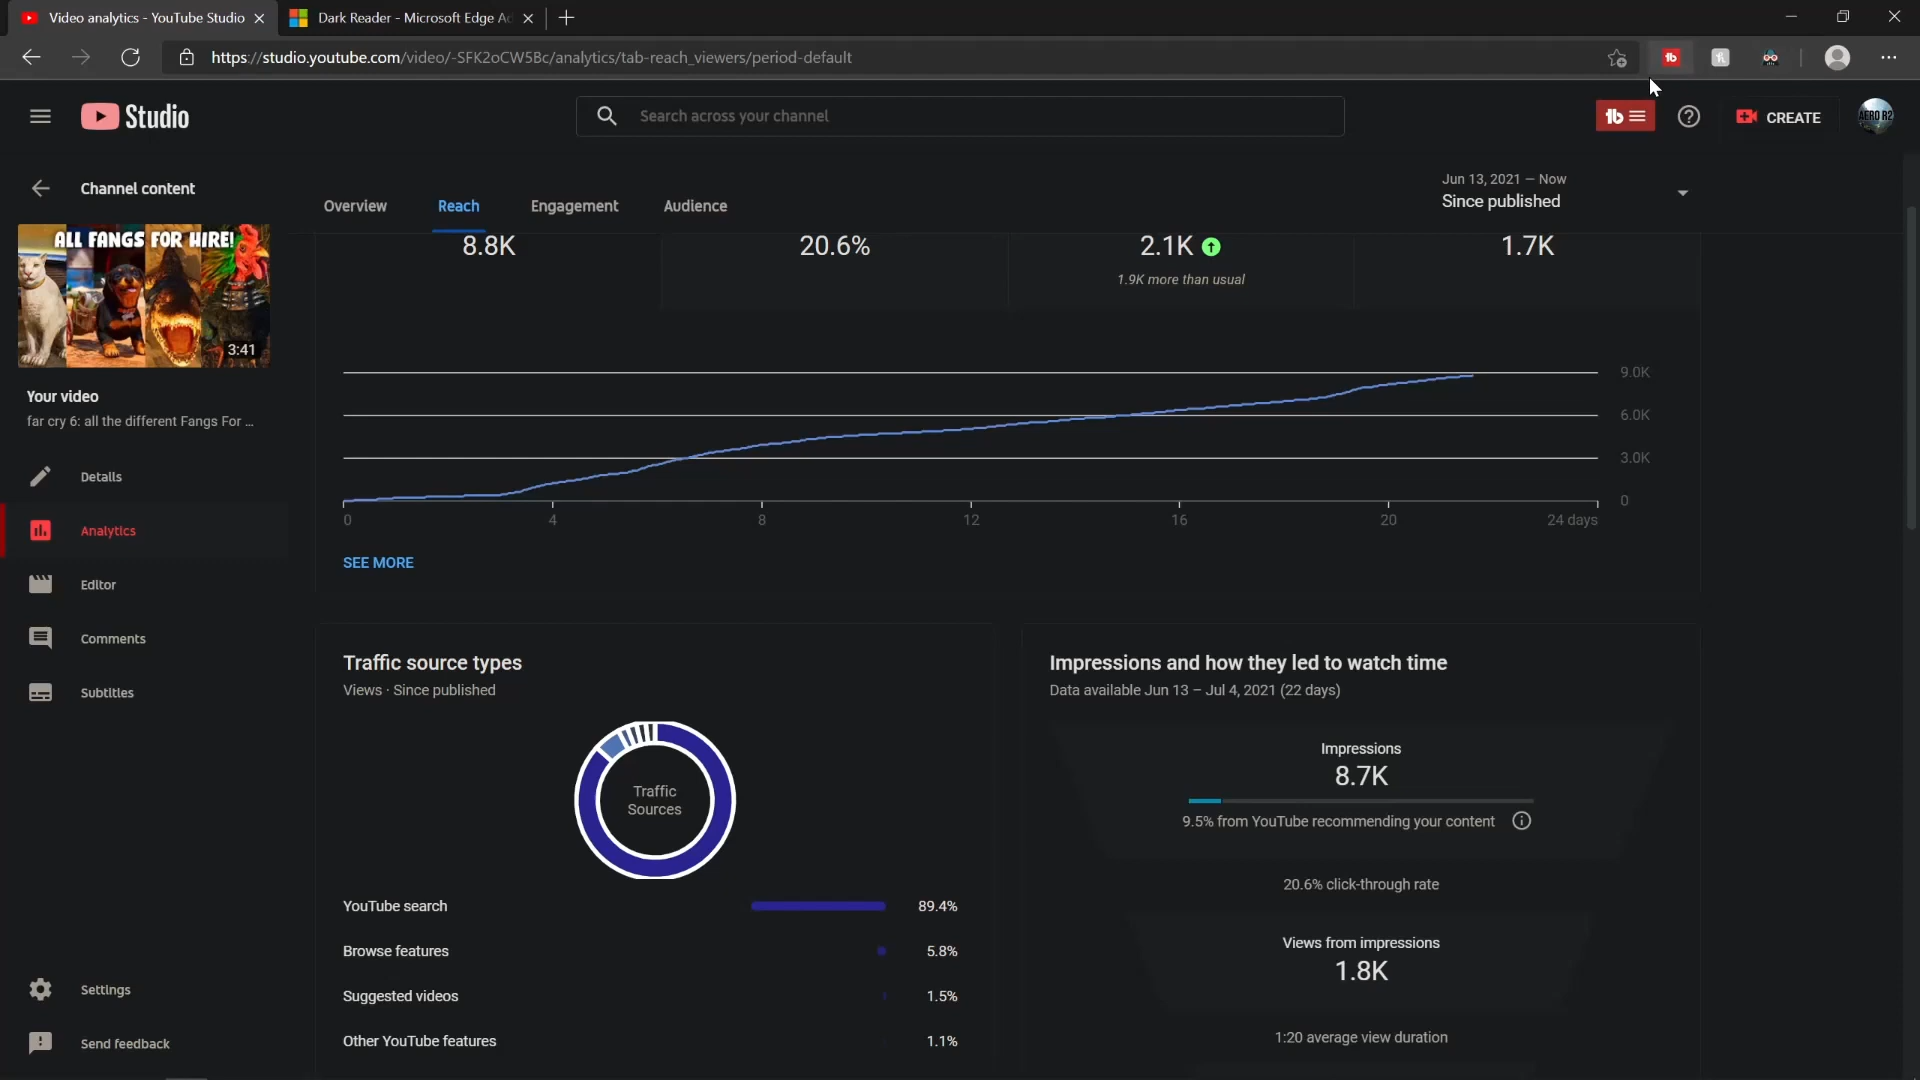 Video analytics - YouTube Studio
Dark Reader - Microsoft Edge Ad
https://studio.youtube.com/video/-SFK2oCW5Bc/analytics/tab-reach_viewers/period-default
Studio
Search across your channel
tb
CREATE
AERO R2
Channel content
ALL FANGS FOR HIRE!
3:41
Your video
far cry 6: all the different Fangs For ...
Details
Analytics
Editor
Comments
Subtitles
Settings
Send feedback
Overview
Reach
Engagement
Audience
Jun 13, 2021 – Now
Since published
8.8K
20.6%
2.1K
1.9K more than usual
1.7K
9.0K
6.0K
3.0K
0
0
4
8
12
16
20
24 days
SEE MORE
Traffic source types
Views · Since published
Traffic
Sources
YouTube search
89.4%
Browse features
5.8%
Suggested videos
1.5%
Other YouTube features
1.1%
Impressions and how they led to watch time
Data available Jun 13 – Jul 4, 2021 (22 days)
Impressions
8.7K
9.5% from YouTube recommending your content
20.6% click-through rate
Views from impressions
1.8K
1:20 average view duration